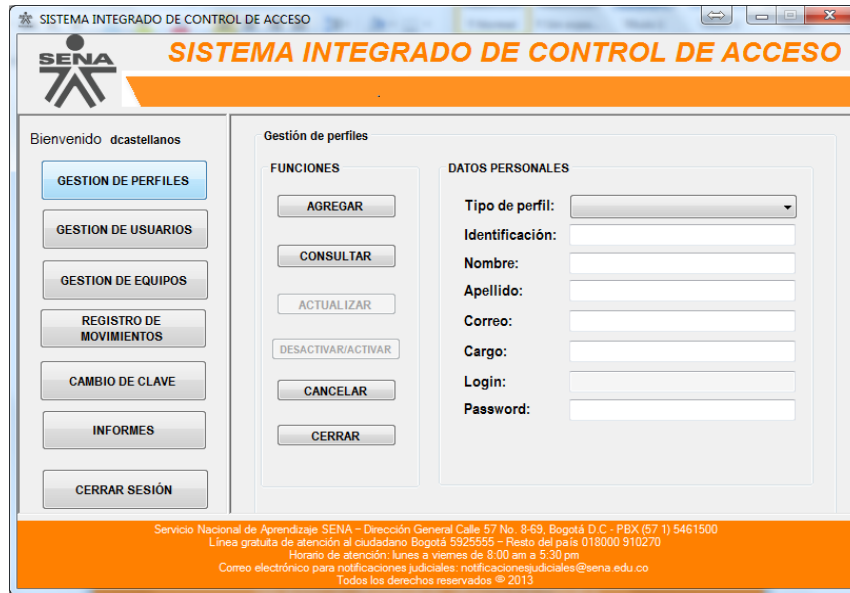 SISTEMA INTEGRADO DE CONTROL DE ACCESO
SENA
SISTEMA INTEGRADO DE CONTROL DE ACCESO
Bienvenido dcastellanos
GESTION DE PERFILES
GESTION DE USUARIOS
GESTION DE EQUIPOS
REGISTRO DE
MOVIMIENTOS
CAMBIO DE CLAVE
INFORMES
CERRAR SESIÓN
Gestión de perfiles
FUNCIONES
AGREGAR
CONSULTAR
ACTUALIZAR
DESACTIVAR/ACTIVAR
CANCELAR
CERRAR
DATOS PERSONALES
Tipo de perfil:
Identificación:
Nombre:
Apellido:
Correo:
Cargo:
Login:
Password:
Servicio Nacional de Aprendizaje SENA – Dirección General Calle 57 No. 8-69, Bogotá D.C - PBX (57 1) 5461500
Línea gratuita de atención al ciudadano Bogotá 5925555 – Resto del país 018000 910270
Horario de atención: lunes a viernes de 8:00 am a 5:30 pm
Correo electrónico para notificaciones judiciales: notificacionesjudiciales@sena.edu.co
Todos los derechos reservados © 2013